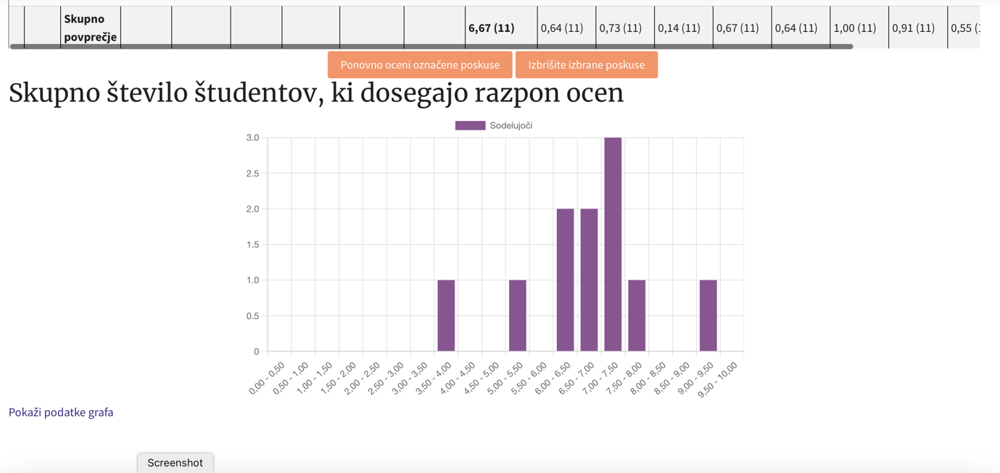 Skupno
povprečje
6,67 (11) 0,64 (11) 0,73 (11) 0,14 (11) 0,67 (11) 0,64 (11) 1,00 (11) 0,91 (11) 0,55
Ponovno oceni označene poskuse Izbrišite izbrane poskuse
Skupno število študentov, ki dosegajo razpon ocen
Sodelujoči
3.0
2.5
2.0
1.5
1.0
0.5
0
0,00 - 0,50 0,50 - 1,00 1,00 - 1,50 1,50 - 2,00 2,00 - 2,50 2,50 - 3,00 3,00 - 3,50 3,50 - 4,00 4,00 - 4,50 4,50 - 5,00 5,00 - 5,50 5,50 - 6,00 6,00 - 6,50 6,50 - 7,00 7,00 - 7,50 7,50 - 8,00 8,00 - 8,50 8,50 - 9,00 9,00 - 9,50 9,50 - 10,00
Pokaži podatke grafa
Screenshot